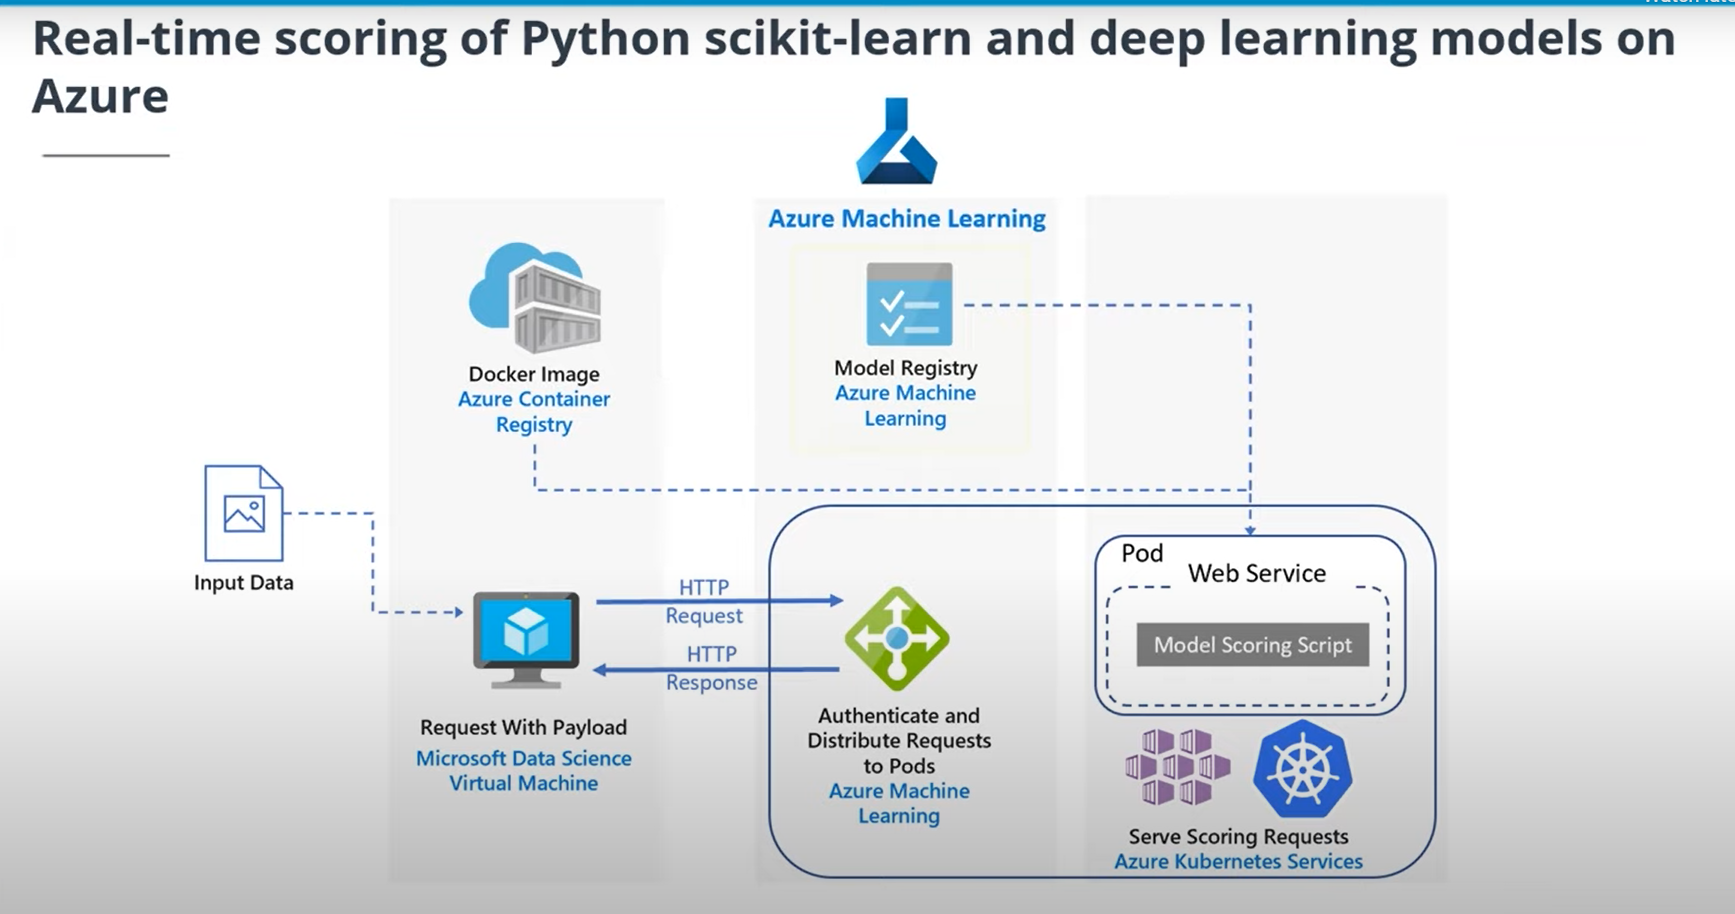 Real-time scoring of Python scikit-learn and deep learning models on
Azure
Azure Machine Learning
Docker Image
Azure Container
Registry
Model Registry
Azure Machine
Learning
Input Data
HTTP
Request
HTTP
Response
Request With Payload
Microsoft Data Science
Virtual Machine
Authenticate and
Distribute Requests
to Pods
Azure Machine
Learning
Pod
Web Service
Model Scoring Script
Serve Scoring Requests
Azure Kubernetes Services